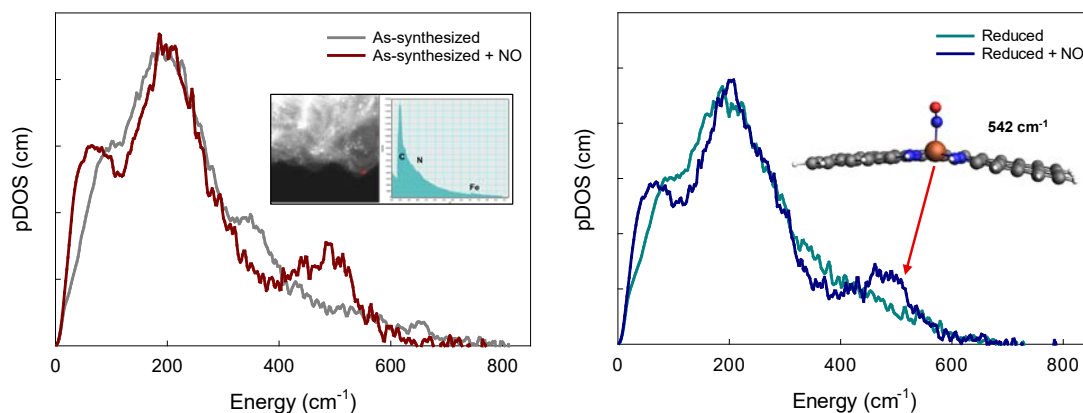 As-synthesized
As-synthesized + NO
C
N
Fe
pDOS (cm)
0
200
400
600
800
Energy (cm-1)
Reduced
Reduced + NO
542 cm-1
pDOS (cm)
0
200
400
600
800
Energy (cm-1)